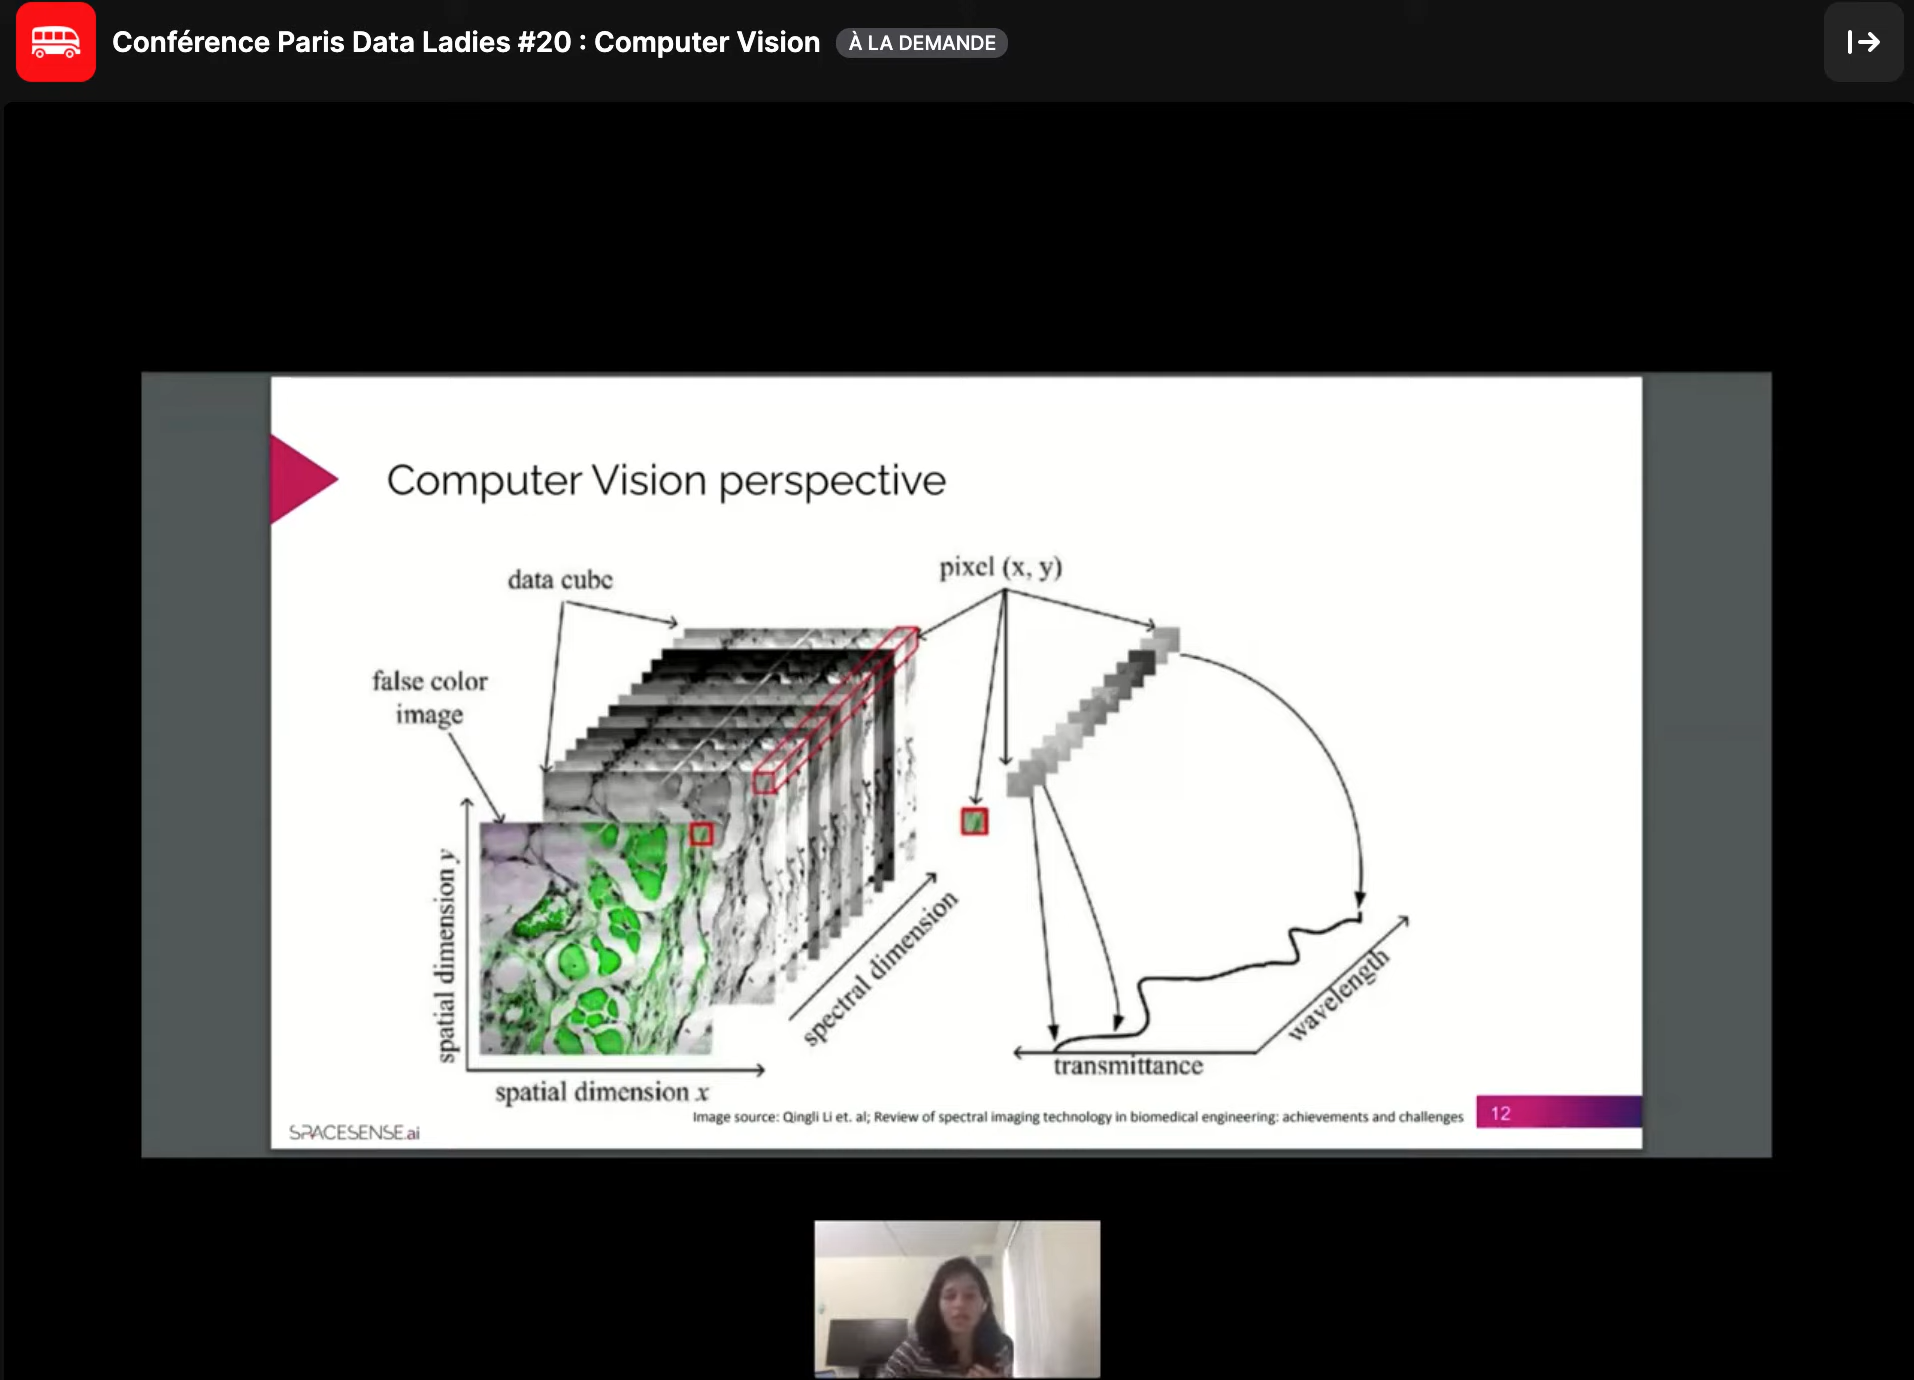 Conférence Paris Data Ladies #20 : Computer Vision
À LA DEMANDE
Computer Vision perspective
data cube
pixel (x, y)
false color
image
spatial dimension y
spatial dimension x
spectral dimension
wavelength
transmittance
Image source: Qingli Li et. al; Review of spectral imaging technology in biomedical engineering: achievements and challenges
12
SPACESENSE.ai